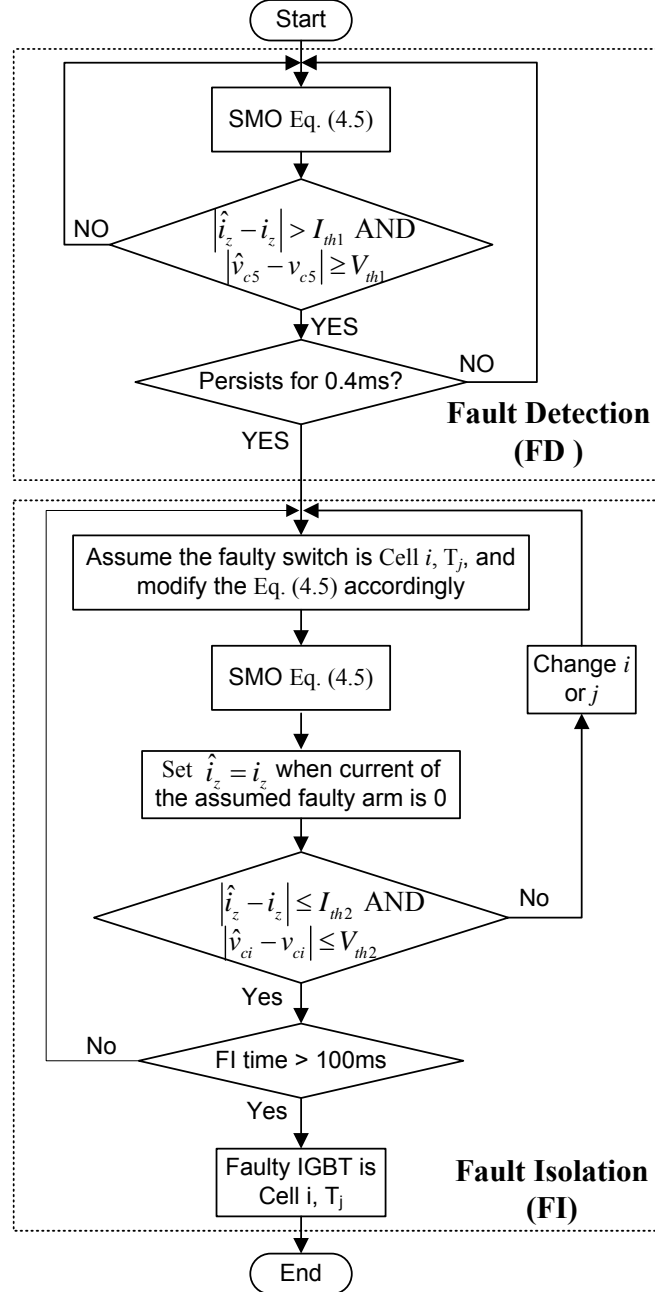 Start
SMO Eq. (4.5)
NO
|î_z − i_z| > I_th1 AND
|v̂_c5 − v_c5| ≥ V_th1
YES
Persists for 0.4ms?
NO
YES
Fault Detection
(FD )
Assume the faulty switch is Cell i, T_j, and
modify the Eq. (4.5) accordingly
SMO Eq. (4.5)
Change i
or j
Set î_z = i_z when current of
the assumed faulty arm is 0
|î_z − i_z| ≤ I_th2 AND
|v̂_ci − v_ci| ≤ V_th2
No
Yes
No
FI time > 100ms
Yes
Faulty IGBT is
Cell i, T_j
Fault Isolation
(FI)
End